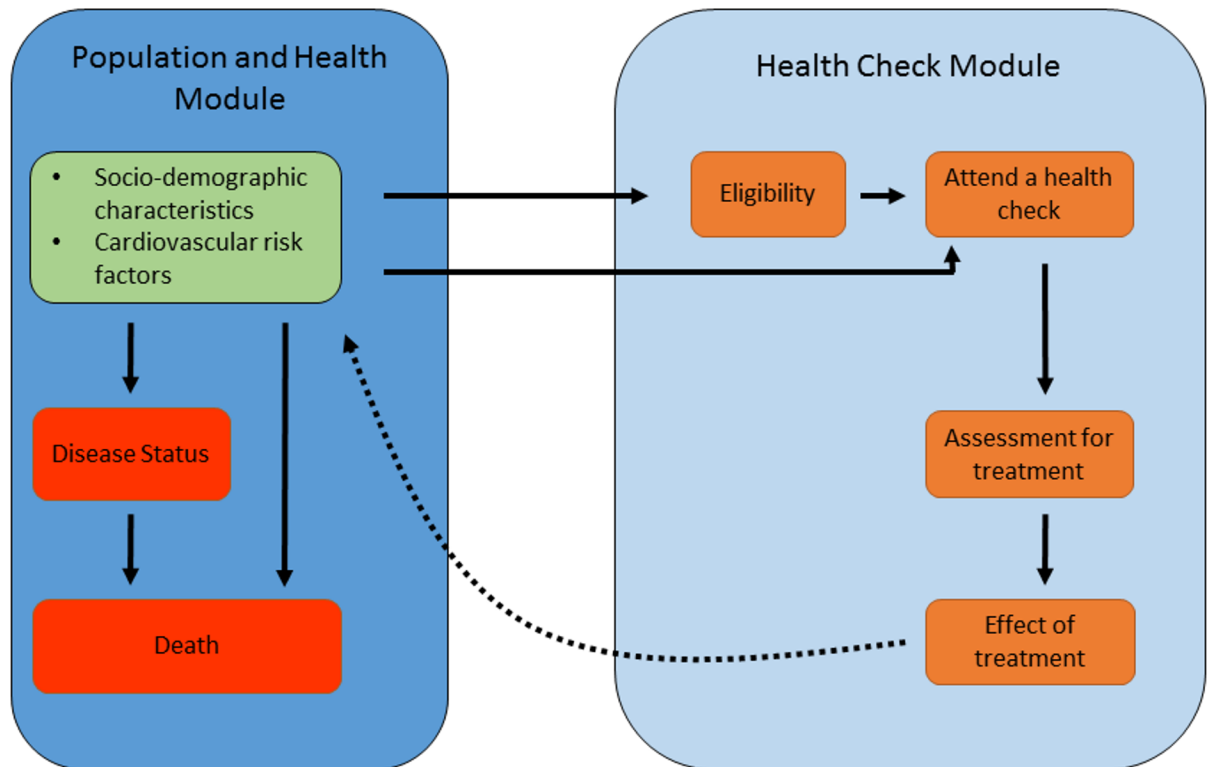 Population and Health
Module
• Socio-demographic
characteristics
• Cardiovascular risk
factors
Disease Status
Death
Health Check Module
Eligibility
Attend a health
check
Assessment for
treatment
Effect of
treatment